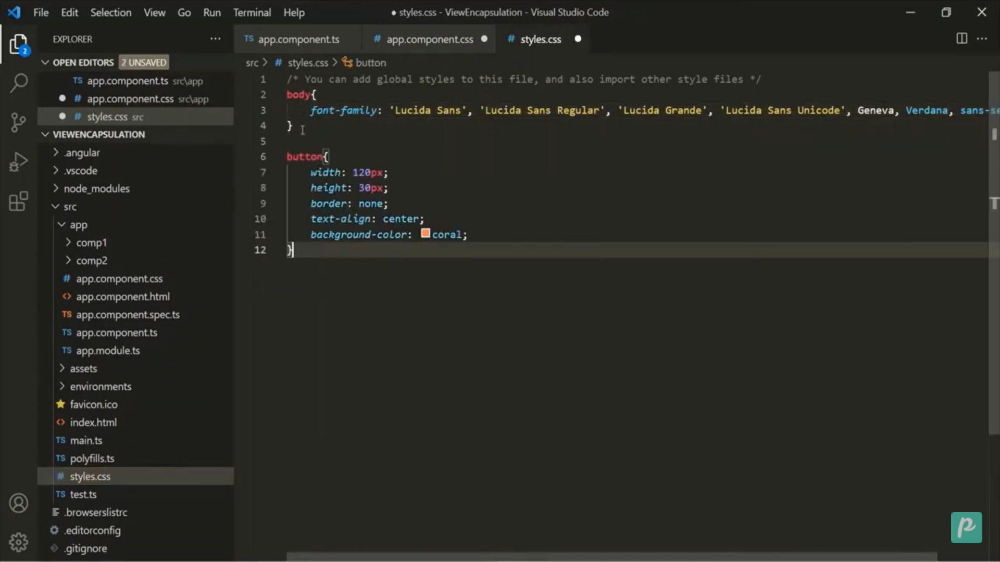 File Edit Selection View Go Run Terminal Help
● styles.css - ViewEncapsulation - Visual Studio Code
EXPLORER
TS app.component.ts
# app.component.css
# styles.css
2
OPEN EDITORS 2 UNSAVED
TS app.component.ts src\app
# app.component.css src\app
# styles.css src
VIEWENCAPSULATION
.angular
.vscode
node_modules
src
app
comp1
comp2
# app.component.css
<> app.component.html
TS app.component.spec.ts
TS app.component.ts
TS app.module.ts
assets
environments
favicon.ico
<> index.html
TS main.ts
TS polyfills.ts
# styles.css
TS test.ts
.browserslistrc
.editorconfig
.gitignore
src > # styles.css > button
1 /* You can add global styles to this file, and also import other style files */
2 body{
3 font-family: 'Lucida Sans', 'Lucida Sans Regular', 'Lucida Grande', 'Lucida Sans Unicode', Geneva, Verdana, sans-se
4 }
5
6 button{
7 width: 120px;
8 height: 30px;
9 border: none;
10 text-align: center;
11 background-color: coral;
12 }
p